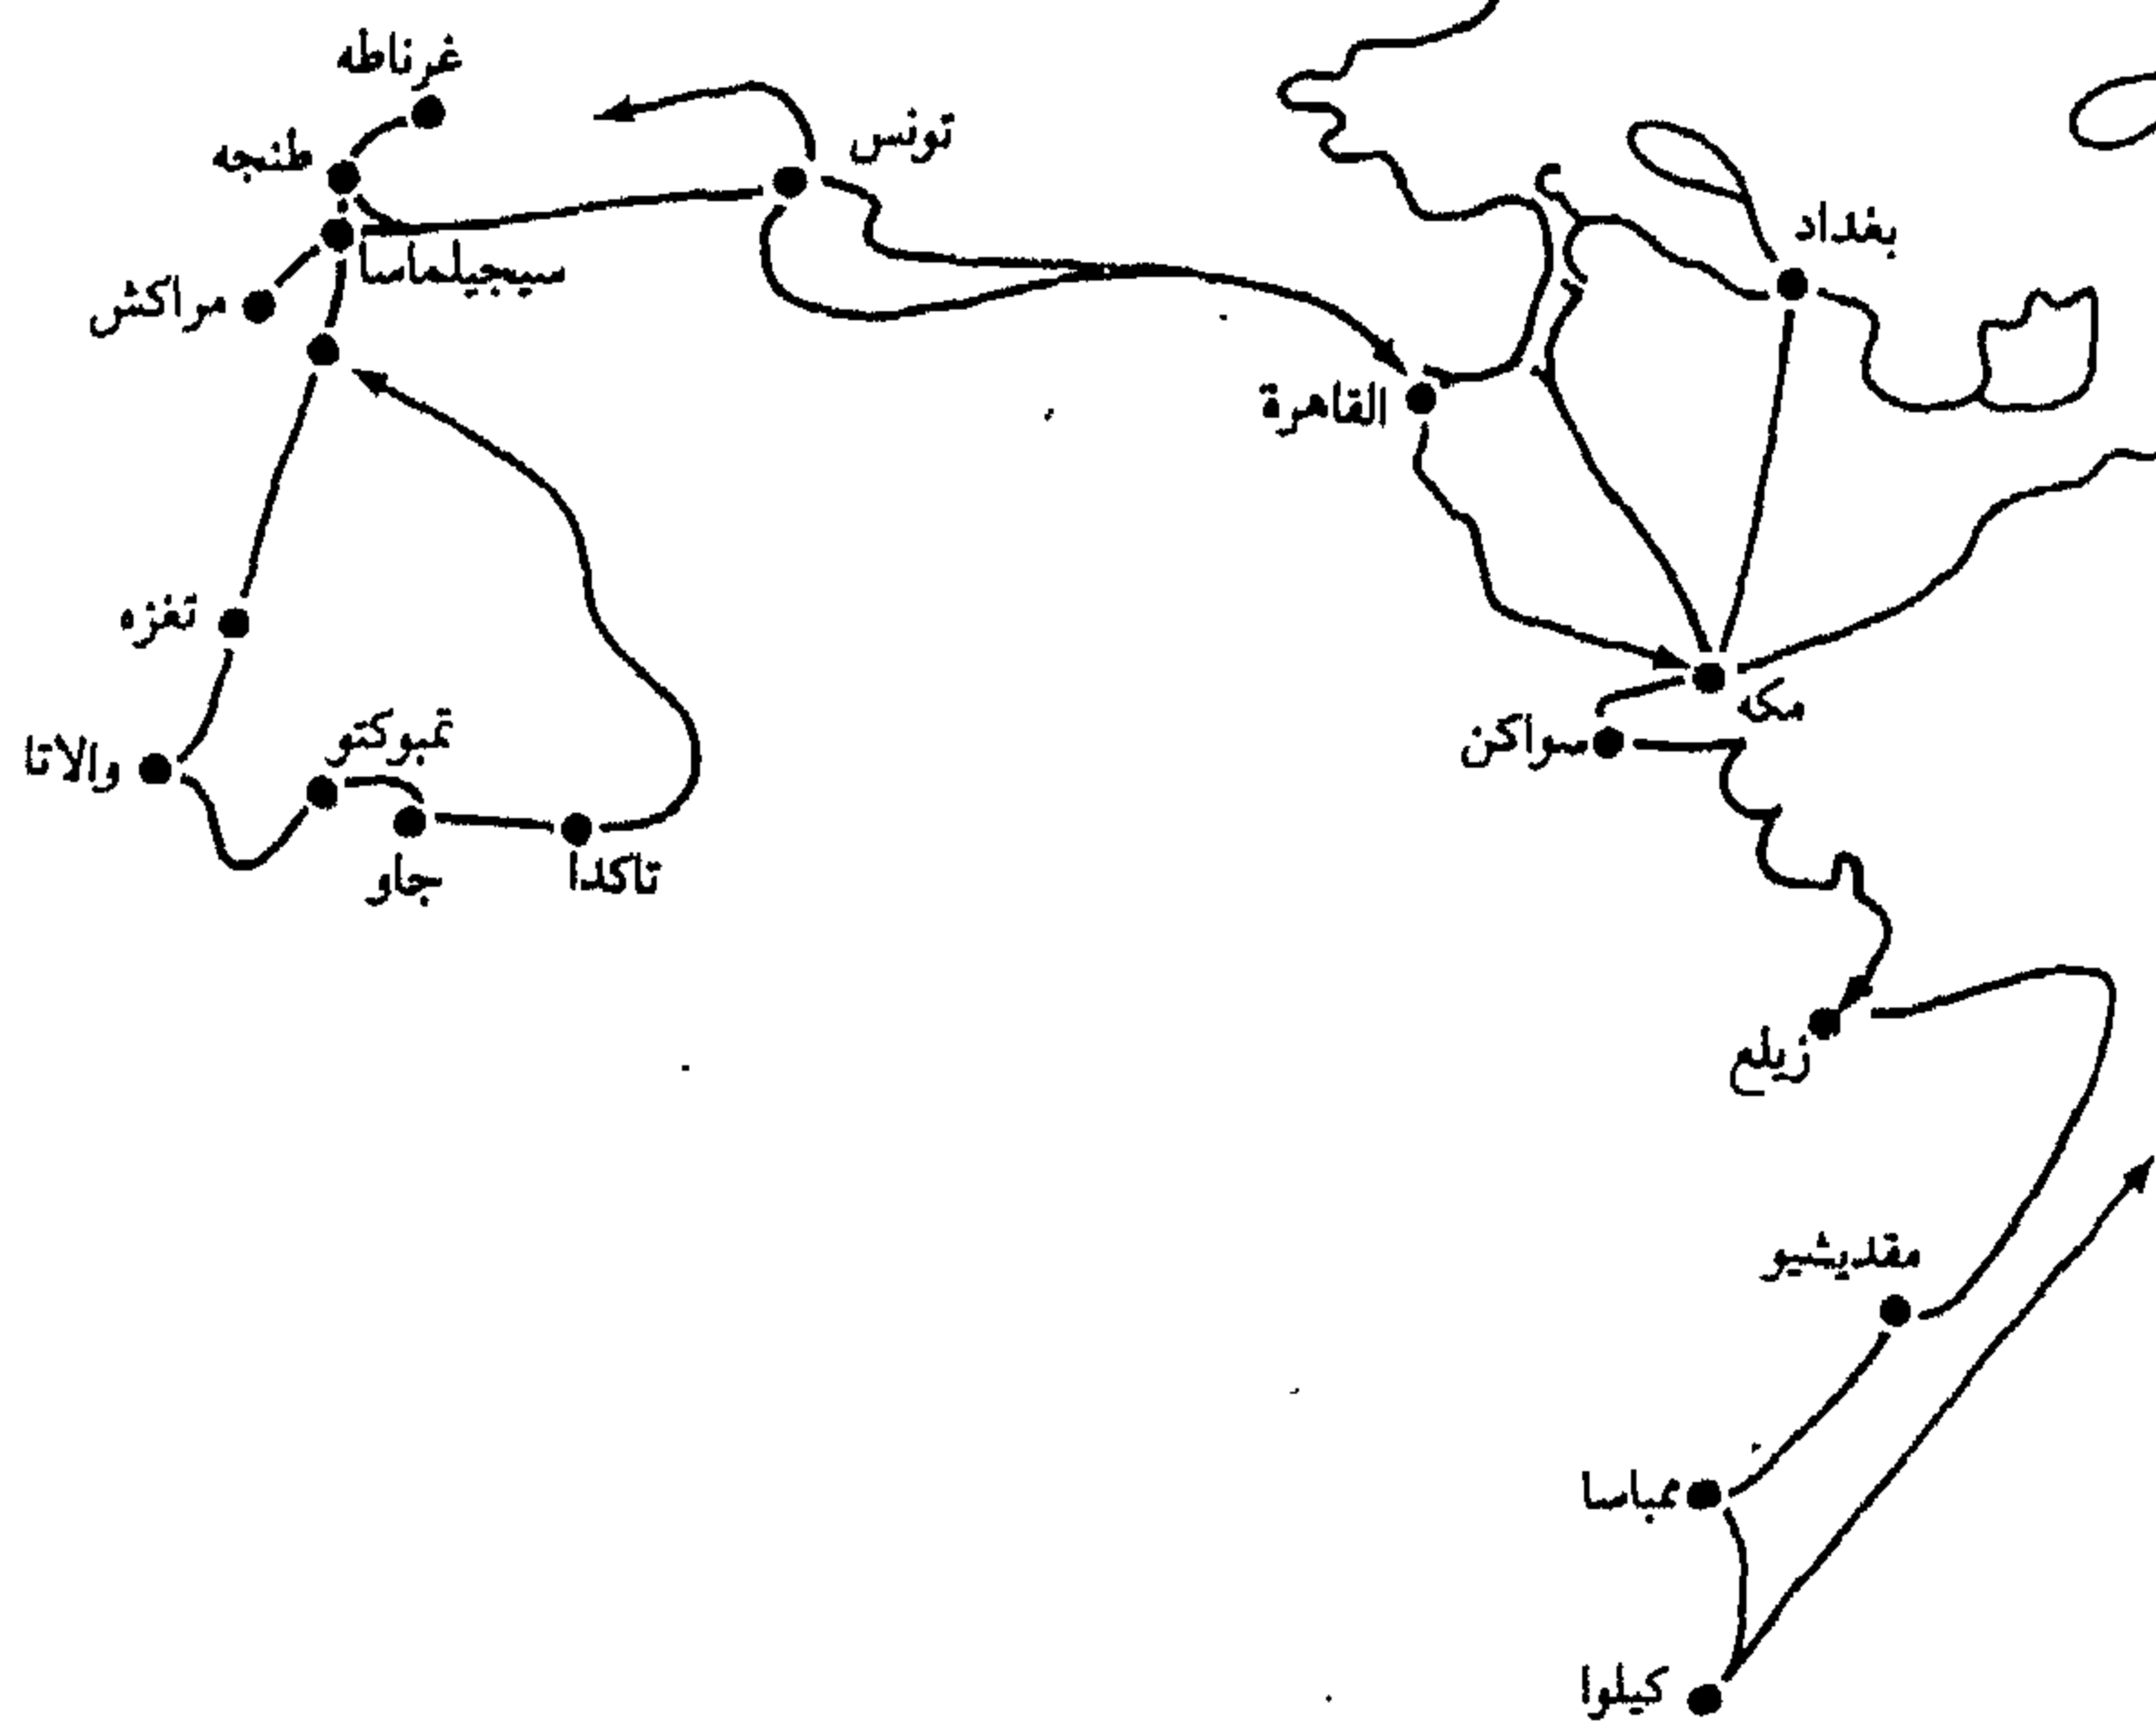 غرناطه
تونس
طنجه
بغداد
سيجيلماسا
مراكش
القاهرة
تغزه
مكه
سواكن
تمبوكتو
والاتا
تاكدا
جاو
زيلع
مقديشيو
ممباسا
كيلوا